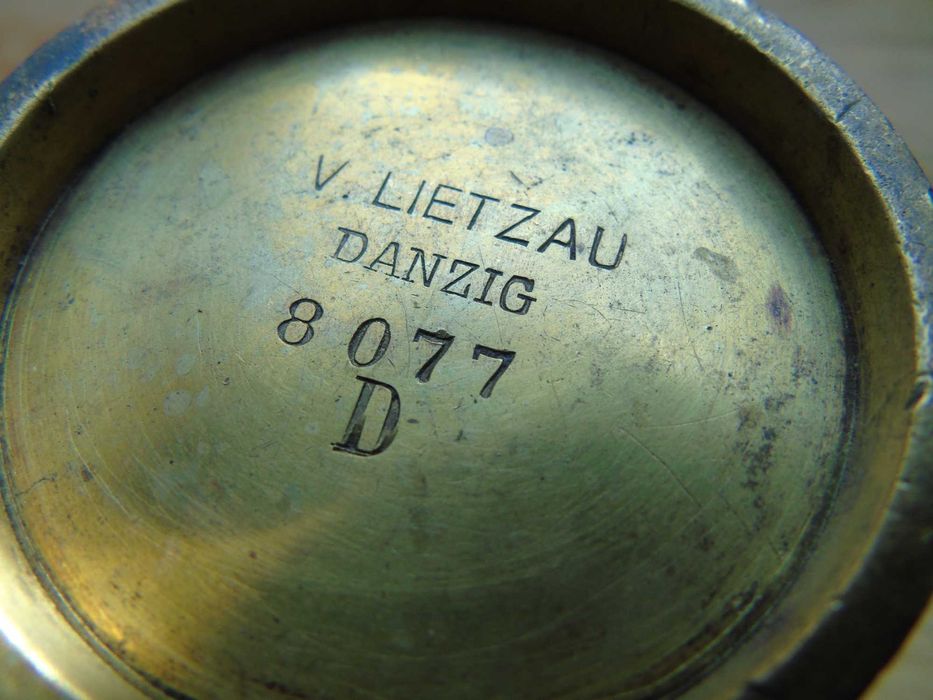 V. LIETZAU
DANZIG
8077
D